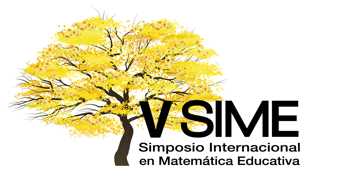 V SIME
Simposio Internacional
en Matemática Educativa